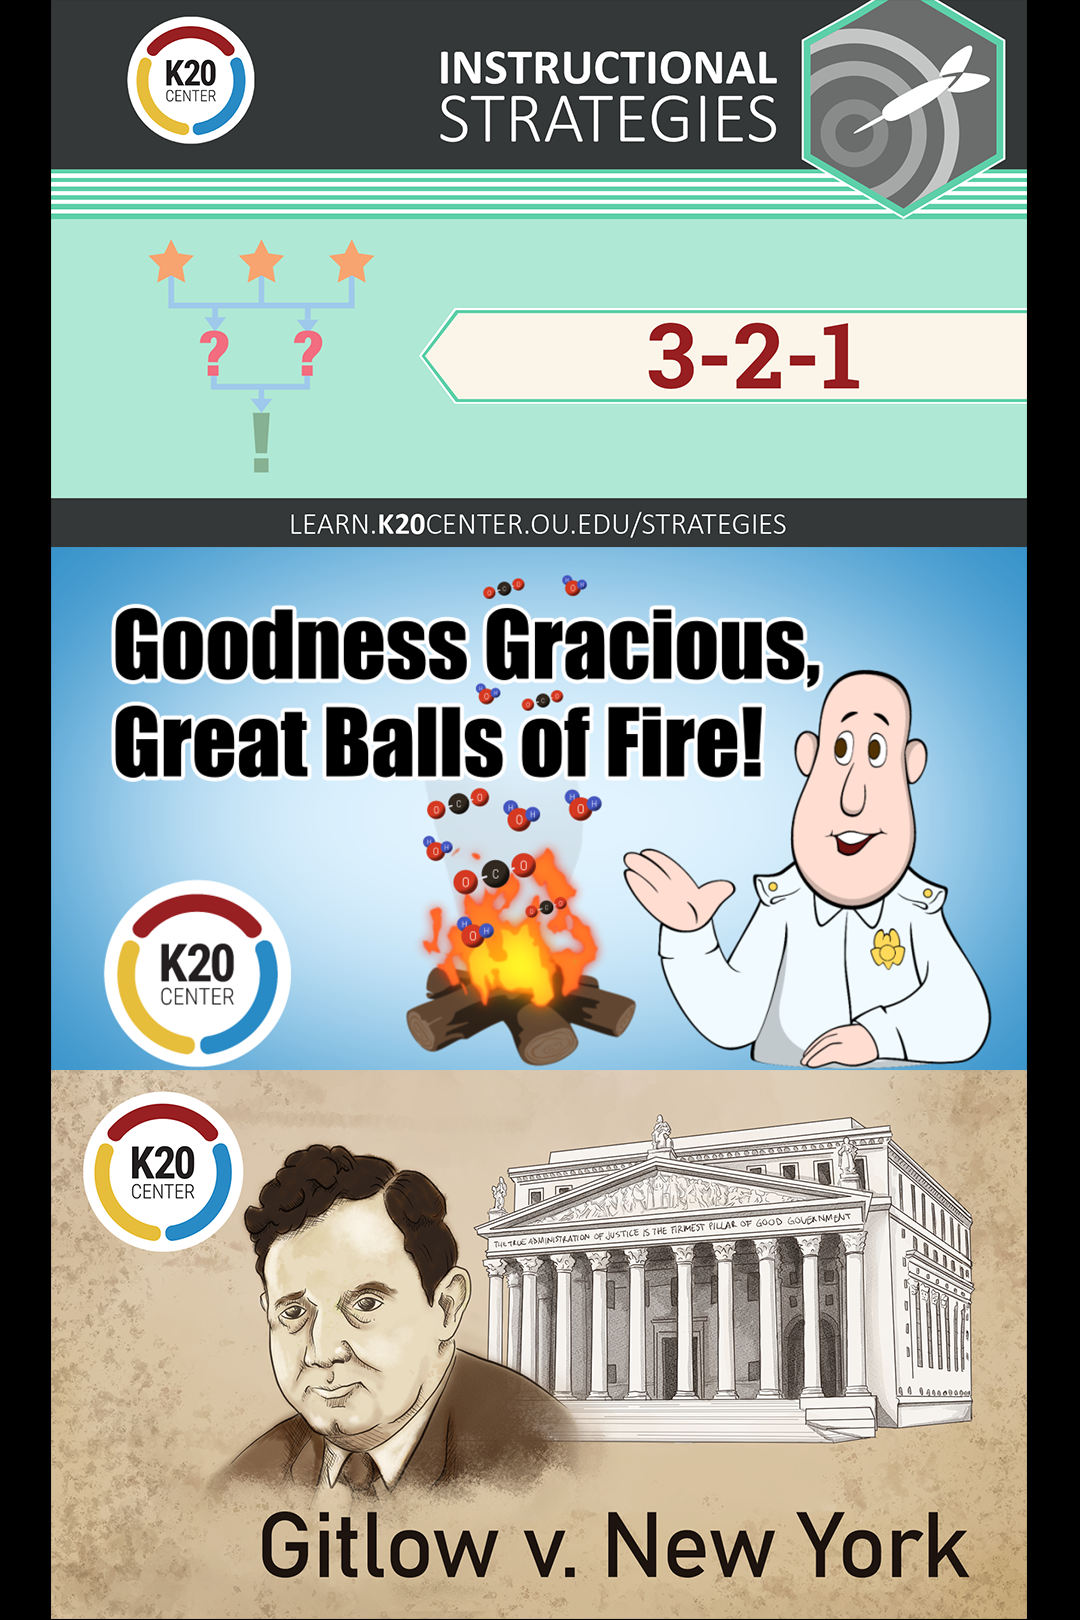 K20
CENTER
INSTRUCTIONAL
STRATEGIES
? ?
!
3-2-1
LEARN.K20CENTER.OU.EDU/STRATEGIES
O C O
H O H
Goodness Gracious,
H O H
O C O
Great Balls of Fire!
O C O
H O H
H O H
H O H
O C O
O C O
H O H
K20
CENTER
K20
CENTER
THE TRUE ADMINISTRATION OF JUSTICE IS THE FIRMEST PILLAR OF GOOD GOVERNMENT
Gitlow v. New York